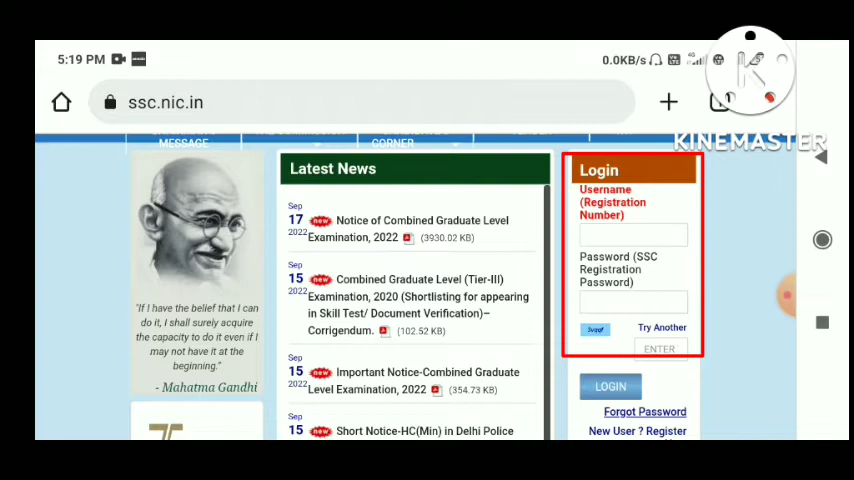 5:19 PM
0.0KB/s
4G
ssc.nic.in
K
KINEMASTER
MESSAGE
CORNER
"If I have the belief that I can
do it, I shall surely acquire
the capacity to do it even if I
may not have it at the
beginning."
- Mahatma Gandhi
Latest News
Sep
17 new Notice of Combined Graduate Level
2022 Examination, 2022 (3930.02 KB)
Sep
15 new Combined Graduate Level (Tier-III)
2022 Examination, 2020 (Shortlisting for appearing
in Skill Test/ Document Verification)–
Corrigendum. (102.52 KB)
Sep
15 new Important Notice-Combined Graduate
2022 Level Examination, 2022 (354.73 KB)
Sep
15 new Short Notice-HC(Min) in Delhi Police
Login
Username
(Registration
Number)
Password (SSC
Registration
Password)
Try Another
ENTER
LOGIN
Forgot Password
New User ? Register